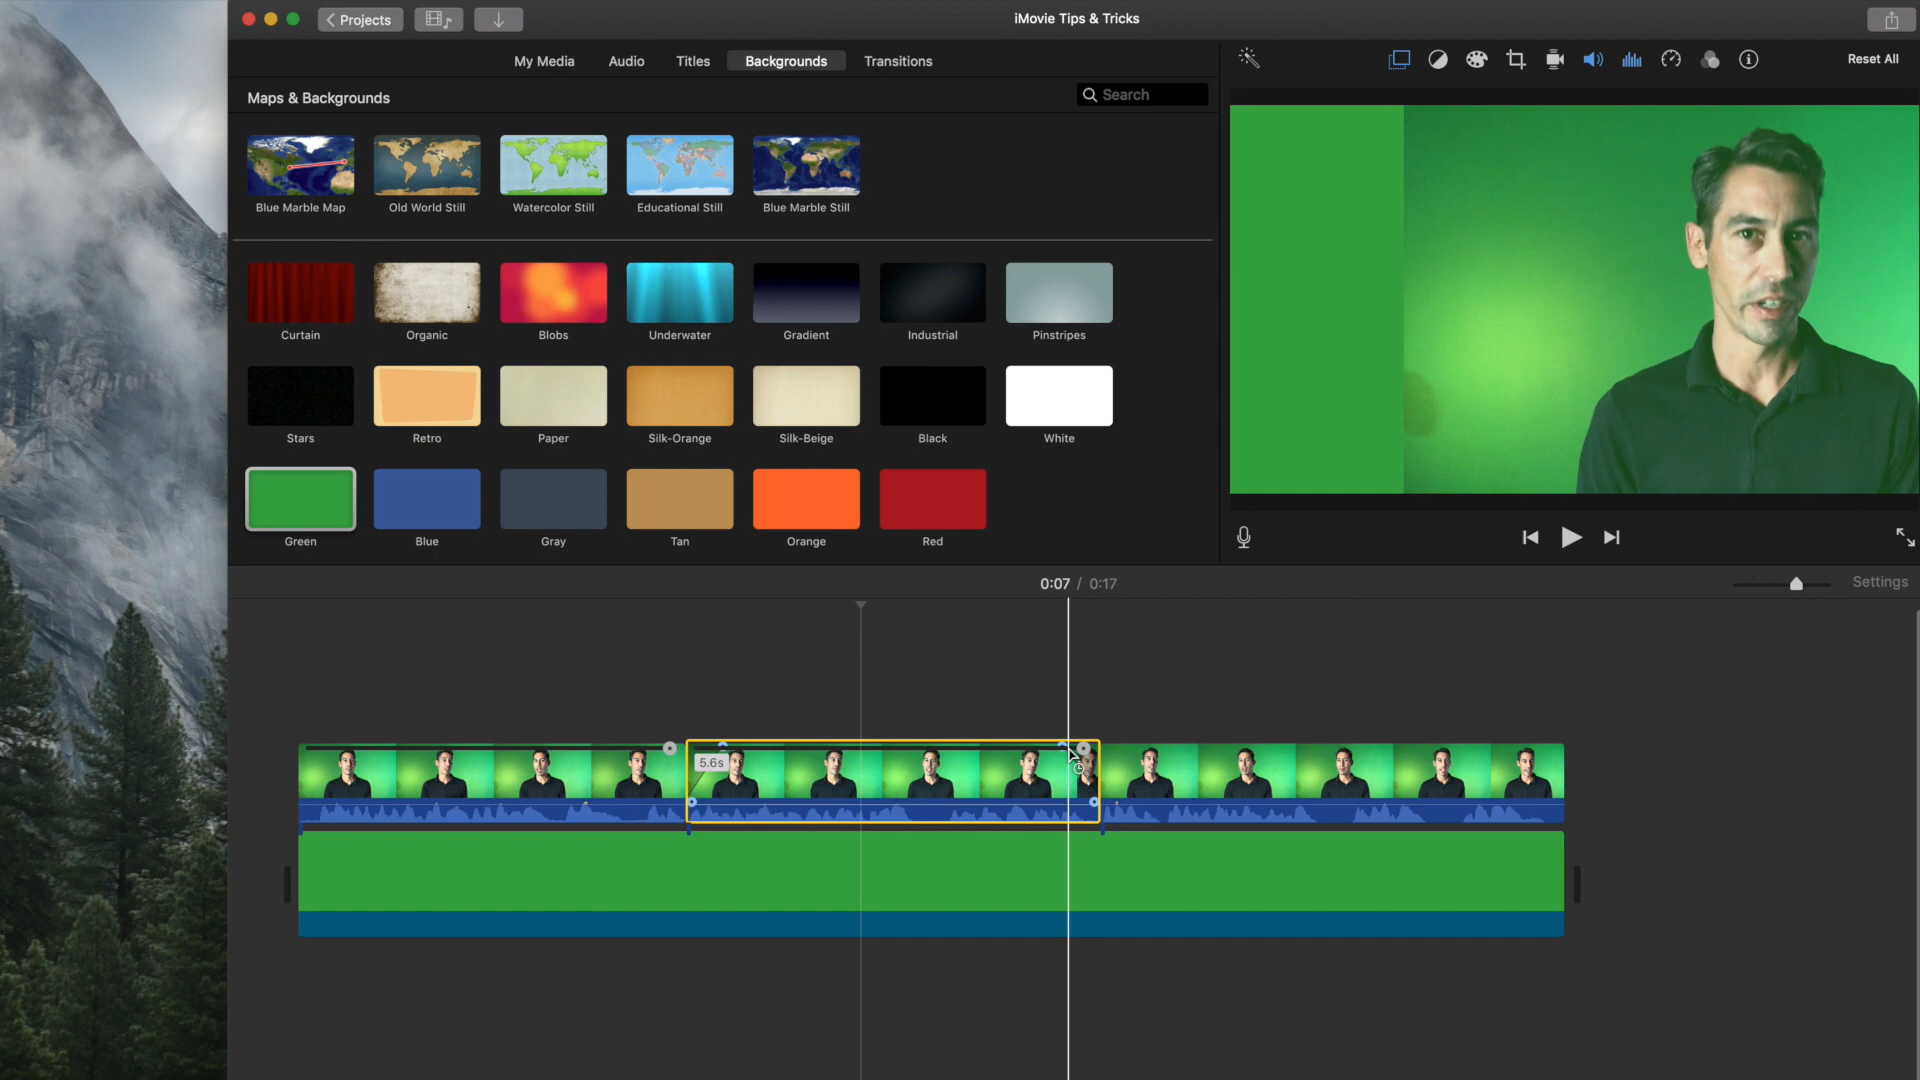 Projects
iMovie Tips & Tricks
My Media Audio Titles Backgrounds Transitions
Reset All
Maps & Backgrounds
Search
Blue Marble Map Old World Still Watercolor Still Educational Still Blue Marble Still
Curtain Organic Blobs Underwater Gradient Industrial Pinstripes
Stars Retro Paper Silk-Orange Silk-Beige Black White
Green Blue Gray Tan Orange Red
0:07 / 0:17
Settings
5.6s